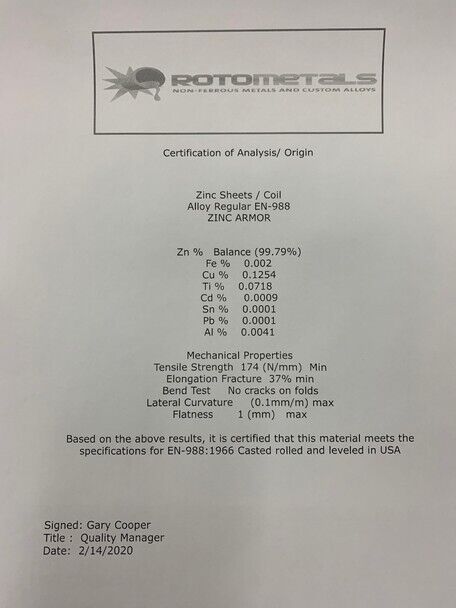 ROTOMETALS
NON-FERROUS METALS AND CUSTOM ALLOYS
Certification of Analysis/ Origin
Zinc Sheets / Coil
Alloy Regular EN-988
ZINC ARMOR
Zn % Balance (99.79%)
Fe % 0.002
Cu % 0.1254
Ti % 0.0718
Cd % 0.0009
Sn % 0.0001
Pb % 0.0001
Al % 0.0041
Mechanical Properties
Tensile Strength 174 (N/mm) Min
Elongation Fracture 37% min
Bend Test No cracks on folds
Lateral Curvature (0.1mm/m) max
Flatness 1 (mm) max
Based on the above results, it is certified that this material meets the
specifications for EN-988:1966 Casted rolled and leveled in USA
Signed: Gary Cooper
Title : Quality Manager
Date: 2/14/2020